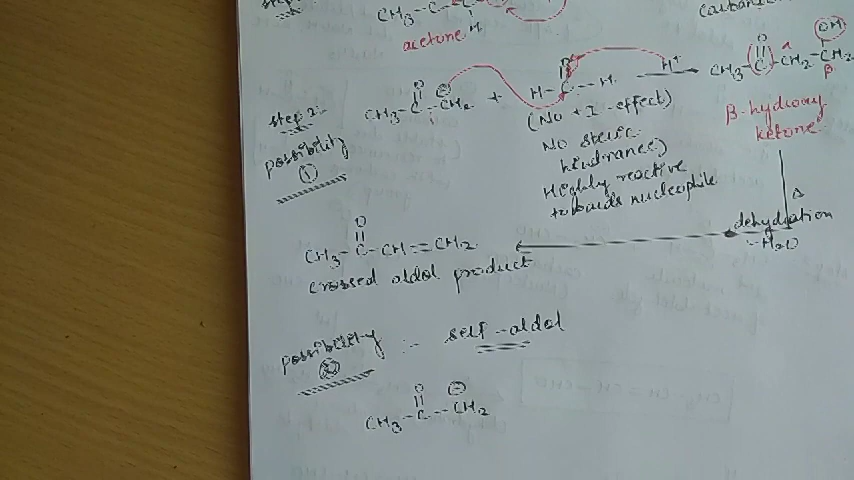 CH3 - C
acetone H
O
||
CH3 - C - CH2
+
O
||
H - C - H
H+
O
||
CH3 - C - CH2 - CH2
OH
α
β
step 2:
(No + I - effect)
β-hydroxy
ketone
possibility
①
No steric
hindrance)
Highly reactive
towards nucleophile
Δ
dehydration
- H2O
O
||
CH3 - C - CH = CH2
crossed aldol product
possibility :- self - aldol
②
O ⊖
||
CH3 - C - CH2